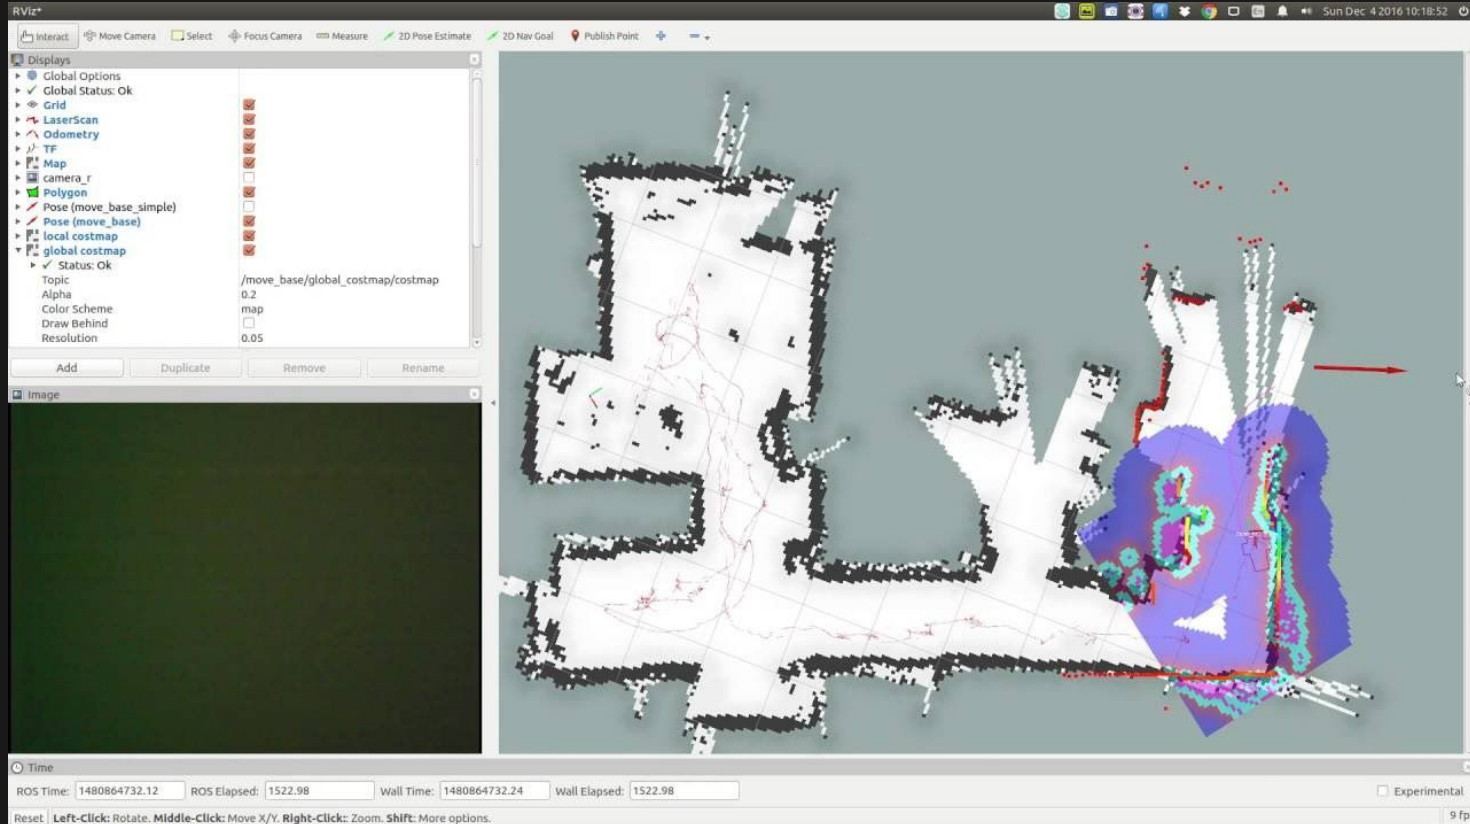 RViz*
Sun Dec 4 2016 10:18:52
Interact Move Camera Select Focus Camera Measure 2D Pose Estimate 2D Nav Goal Publish Point
Displays
Global Options
Global Status: Ok
Grid
LaserScan
Odometry
TF
Map
camera_r
Polygon
Pose (move_base_simple)
Pose (move_base)
local costmap
global costmap
Status: Ok
Topic /move_base/global_costmap/costmap
Alpha 0.2
Color Scheme map
Draw Behind
Resolution 0.05
Add Duplicate Remove Rename
Image
Time
ROS Time: 1480864732.12 ROS Elapsed: 1522.98 Wall Time: 1480864732.24 Wall Elapsed: 1522.98 Experimental
Reset Left-Click: Rotate. Middle-Click: Move X/Y. Right-Click:: Zoom. Shift: More options. 9 fp